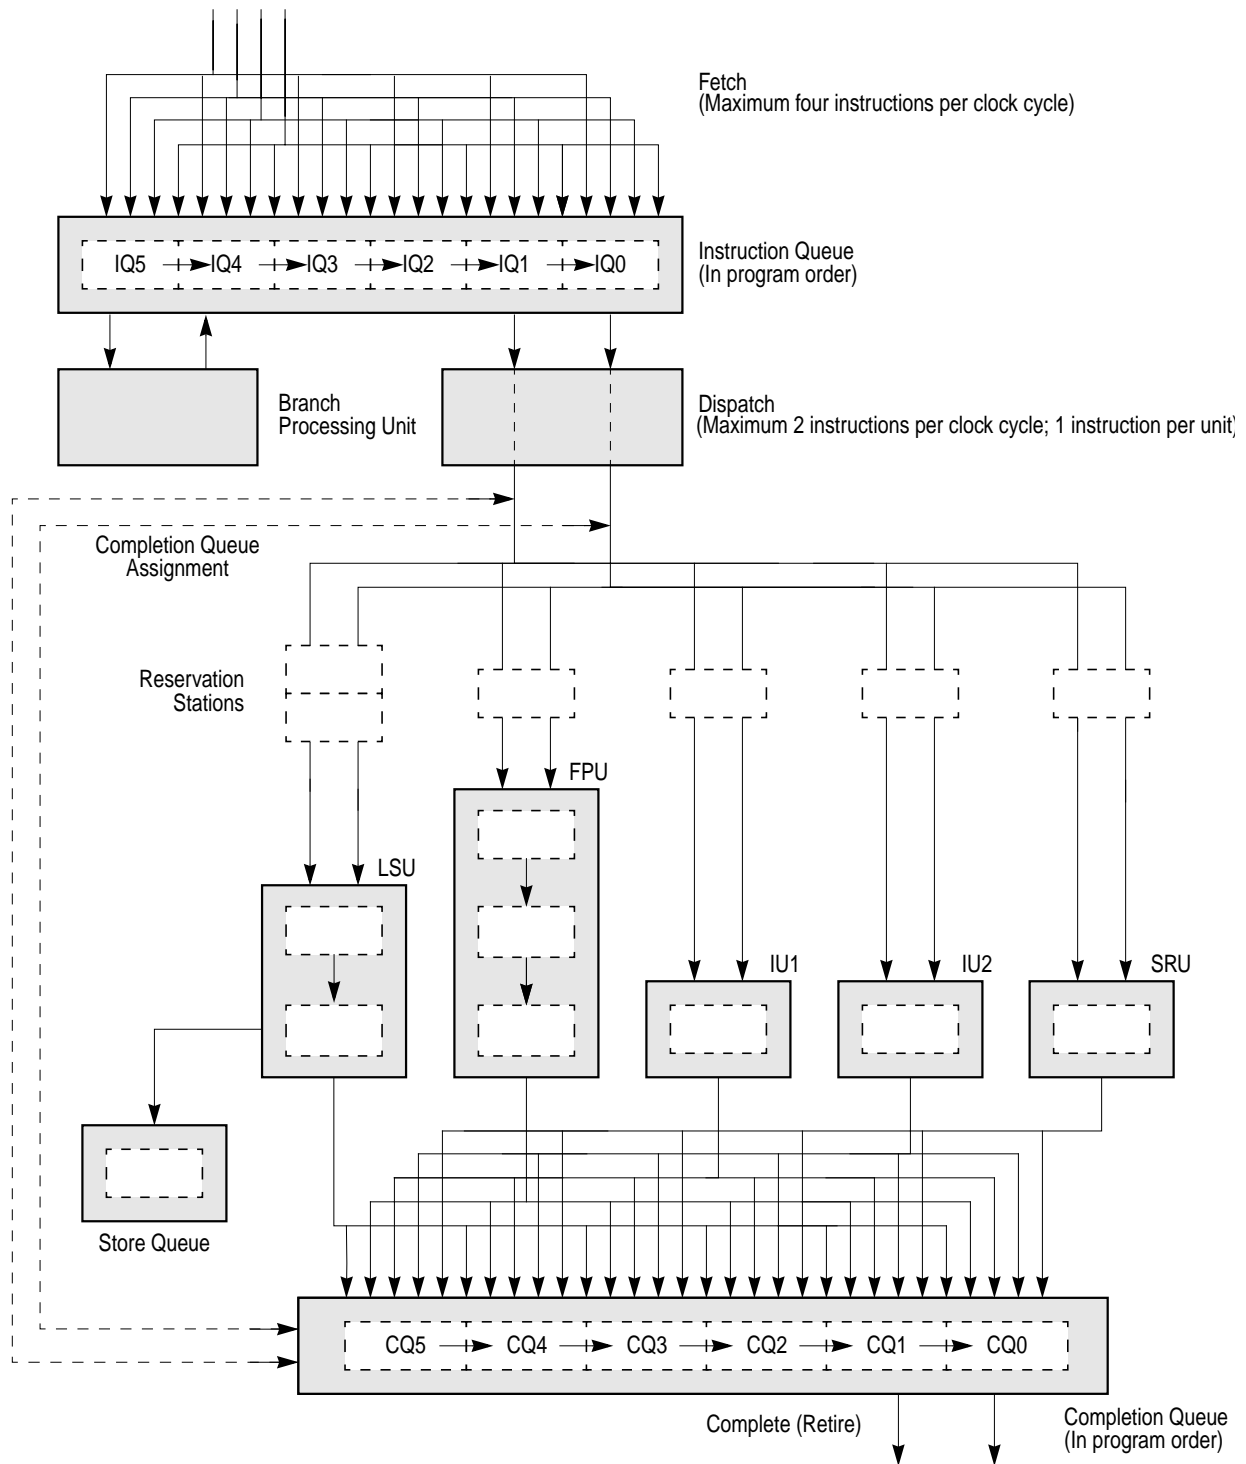 Fetch
(Maximum four instructions per clock cycle)
IQ5 IQ4 IQ3 IQ2 IQ1 IQ0
Instruction Queue
(In program order)
Branch
Processing Unit
Dispatch
(Maximum 2 instructions per clock cycle; 1 instruction per unit)
Completion Queue
Assignment
Reservation
Stations
FPU
LSU
IU1
IU2
SRU
Store Queue
CQ5 CQ4 CQ3 CQ2 CQ1 CQ0
Complete (Retire)
Completion Queue
(In program order)